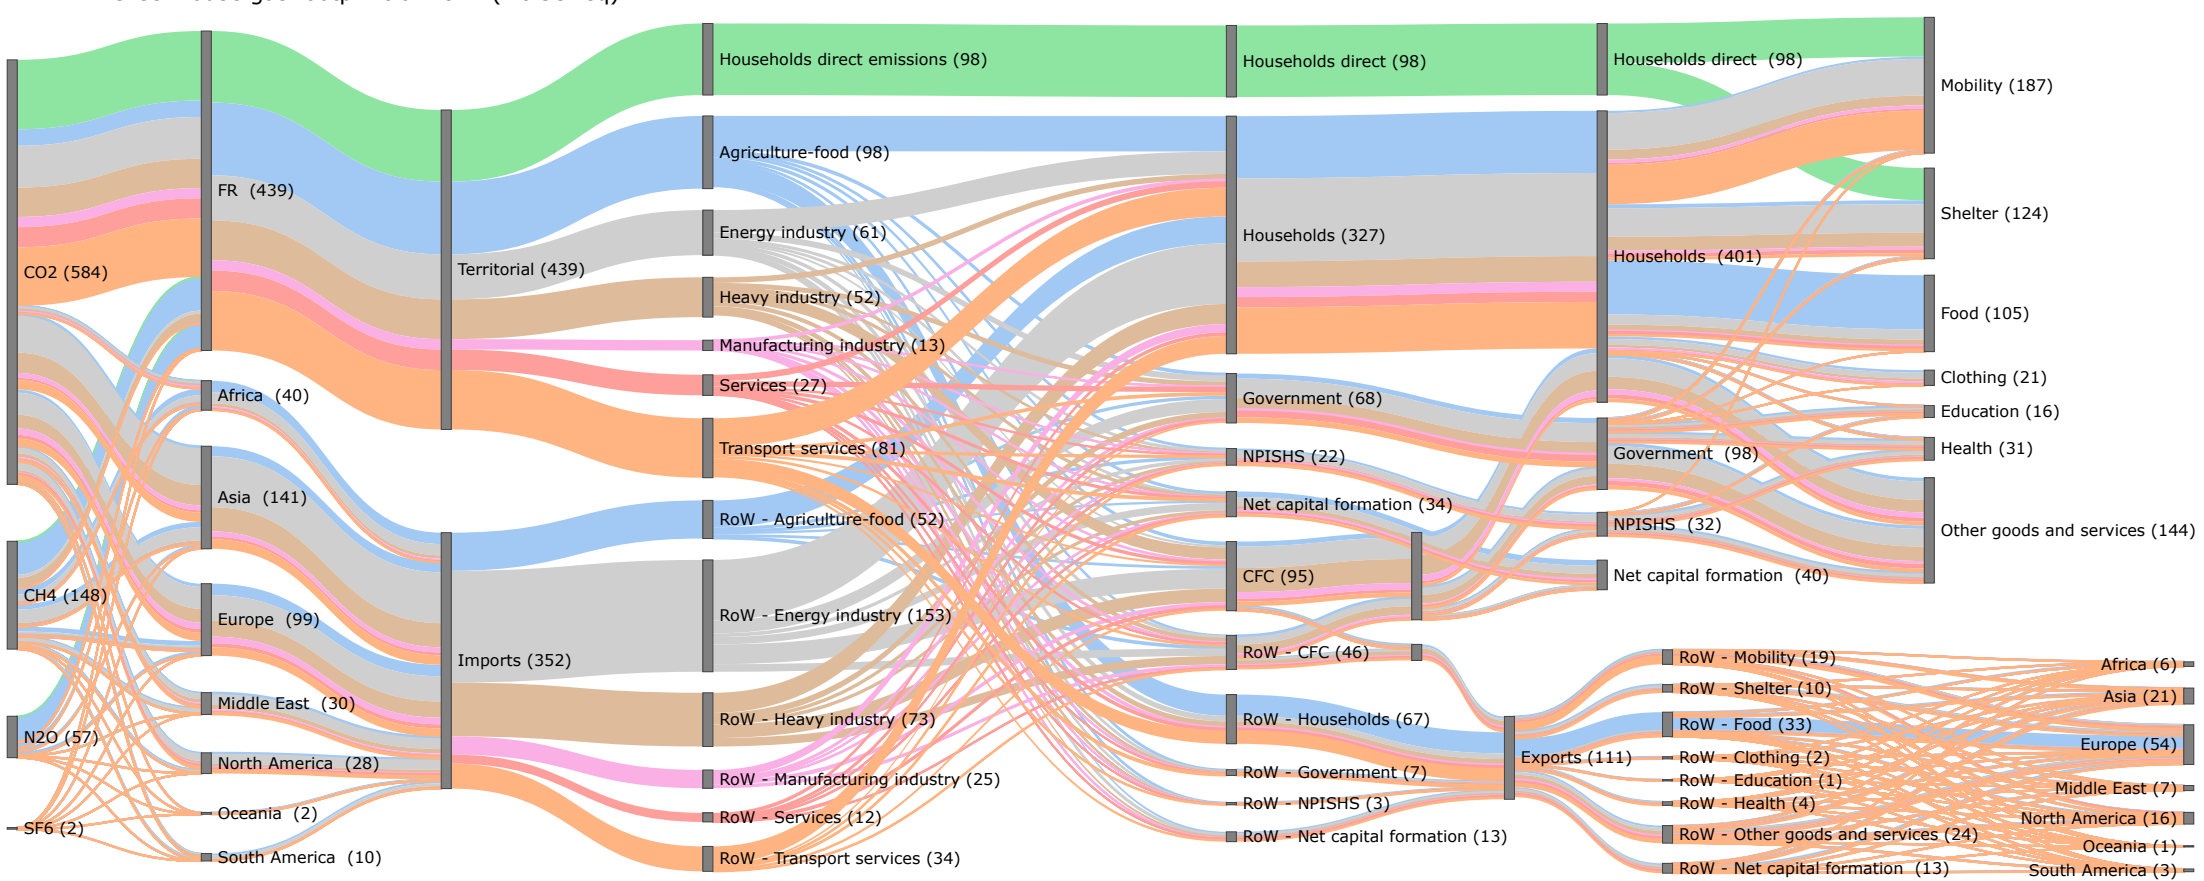 CO2 (584)
CH4 (148)
N2O (57)
SF6 (2)
FR (439)
Africa (40)
Asia (141)
Europe (99)
Middle East (30)
North America (28)
Oceania (2)
South America (10)
Territorial (439)
Imports (352)
Households direct emissions (98)
Agriculture-food (98)
Energy industry (61)
Heavy industry (52)
Manufacturing industry (13)
Services (27)
Transport services (81)
RoW - Agriculture-food (52)
RoW - Energy industry (153)
RoW - Heavy industry (73)
RoW - Manufacturing industry (25)
RoW - Services (12)
RoW - Transport services (34)
Households direct (98)
Households (327)
Government (68)
NPISHS (22)
Net capital formation (34)
CFC (95)
RoW - CFC (46)
RoW - Households (67)
RoW - Government (7)
RoW - NPISHS (3)
RoW - Net capital formation (13)
Households direct (98)
Households (401)
Government (98)
NPISHS (32)
Net capital formation (40)
Exports (111)
Mobility (187)
Shelter (124)
Food (105)
Clothing (21)
Education (16)
Health (31)
Other goods and services (144)
RoW - Mobility (19)
RoW - Shelter (10)
RoW - Food (33)
RoW - Clothing (2)
RoW - Education (1)
RoW - Health (4)
RoW - Other goods and services (24)
RoW - Net capital formation (13)
Africa (6)
Asia (21)
Europe (54)
Middle East (7)
North America (16)
Oceania (1)
South America (3)